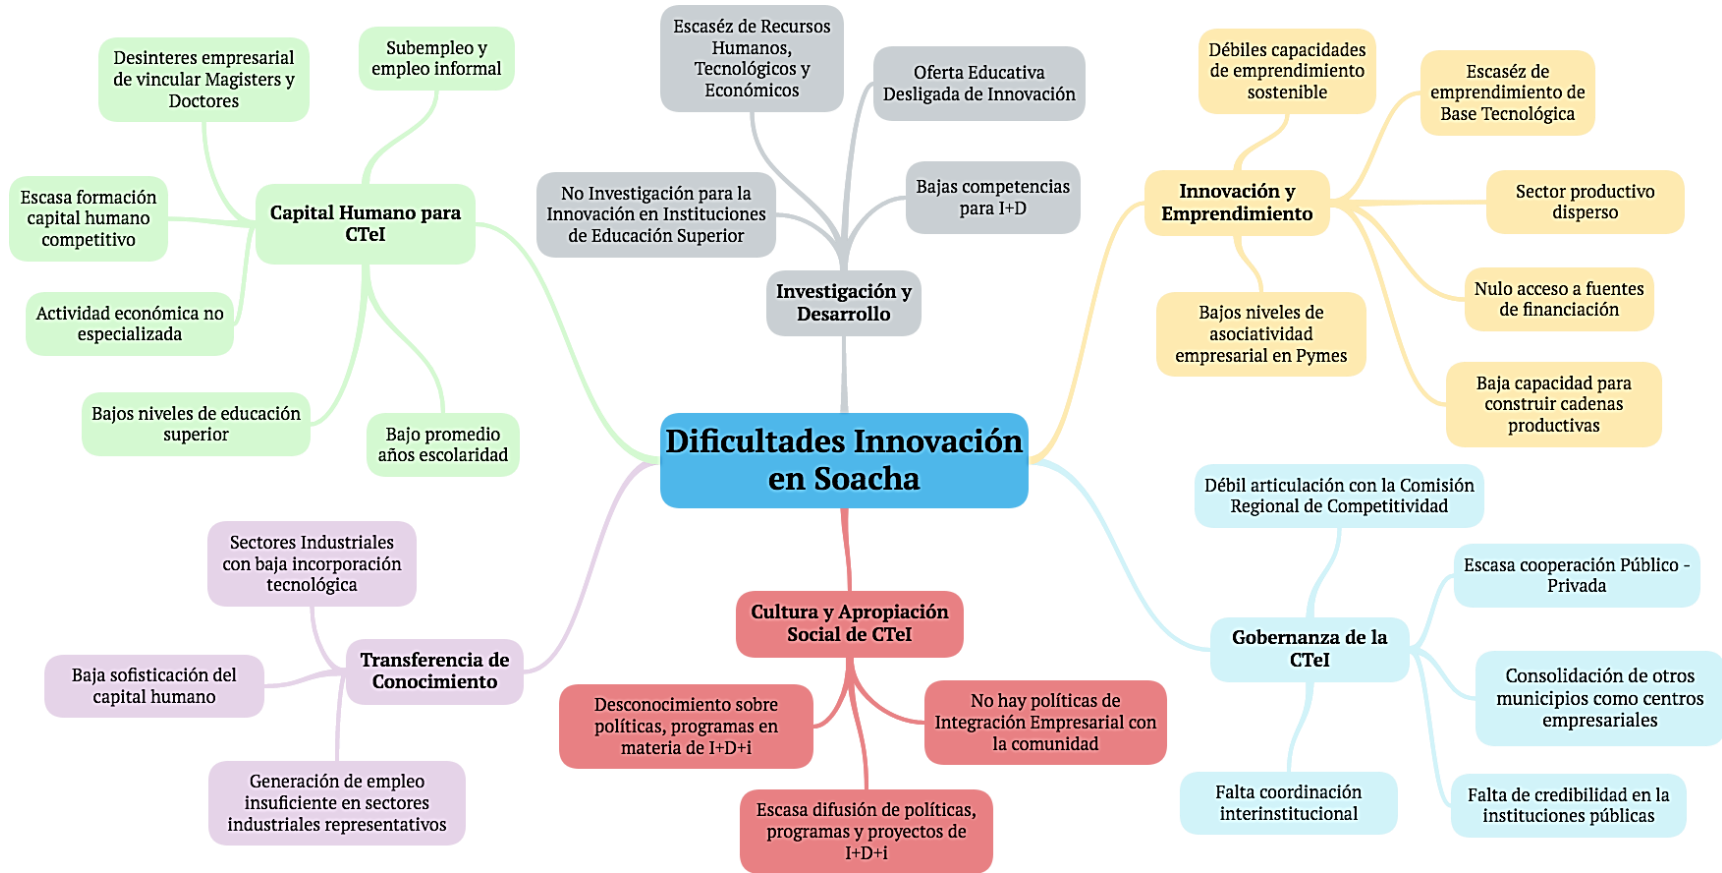 Desinteres empresarial
de vincular Magisters y
Doctores
Subempleo y
empleo informal
Escasa formación
capital humano
competitivo
Capital Humano para
CTeI
Actividad económica no
especializada
Bajos niveles de educación
superior
Bajo promedio
años escolaridad
Escaséz de Recursos
Humanos,
Tecnológicos y
Económicos
Oferta Educativa
Desligada de Innovación
No Investigación para la
Innovación en Instituciones
de Educación Superior
Bajas competencias
para I+D
Investigación y
Desarrollo
Débiles capacidades
de emprendimiento
sostenible
Escaséz de
emprendimiento de
Base Tecnológica
Innovación y
Emprendimiento
Sector productivo
disperso
Nulo acceso a fuentes
de financiación
Bajos niveles de
asociatividad
empresarial en Pymes
Baja capacidad para
construir cadenas
productivas
Dificultades Innovación
en Soacha
Sectores Industriales
con baja incorporación
tecnológica
Baja sofisticación del
capital humano
Transferencia de
Conocimiento
Generación de empleo
insuficiente en sectores
industriales representativos
Cultura y Apropiación
Social de CTeI
Desconocimiento sobre
políticas, programas en
materia de I+D+i
No hay políticas de
Integración Empresarial con
la comunidad
Escasa difusión de políticas,
programas y proyectos de
I+D+i
Débil articulación con la Comisión
Regional de Competitividad
Escasa cooperación Público -
Privada
Gobernanza de la
CTeI
Consolidación de otros
municipios como centros
empresariales
Falta coordinación
interinstitucional
Falta de credibilidad en la
instituciones públicas